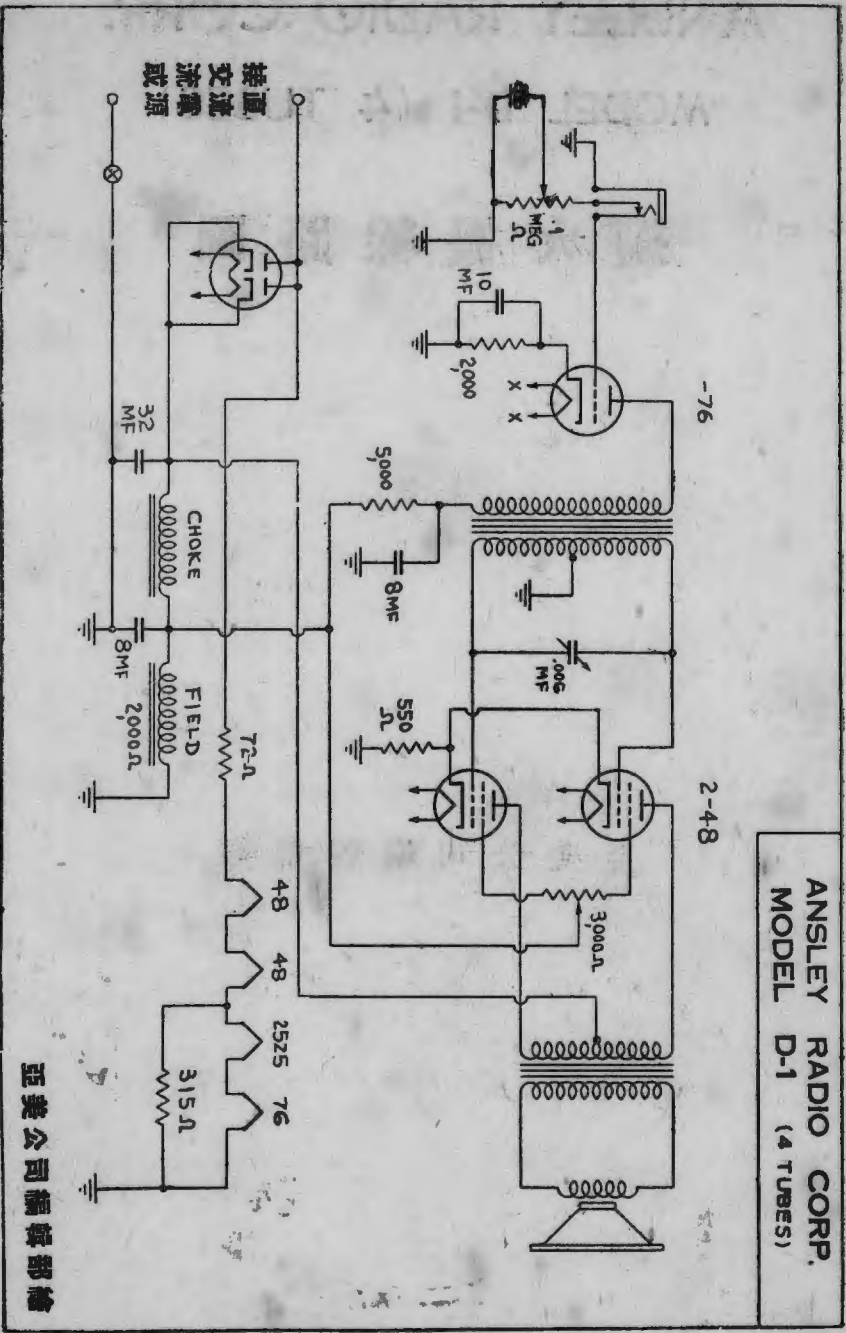 ANSLEY RADIO CORP.
MODEL D-1 (4 TUBES)
-76
2-48
.1
MEG
Ω
10
MF
2,000
5,000
8MF
.006
MF
550
Ω
3,000Ω
接交流或
直流電源
32
MF
CHOKE
8MF
FIELD
2,000Ω
72Ω
48
48
25Z5
76
315Ω
X
X
亞美公司編輯部繪